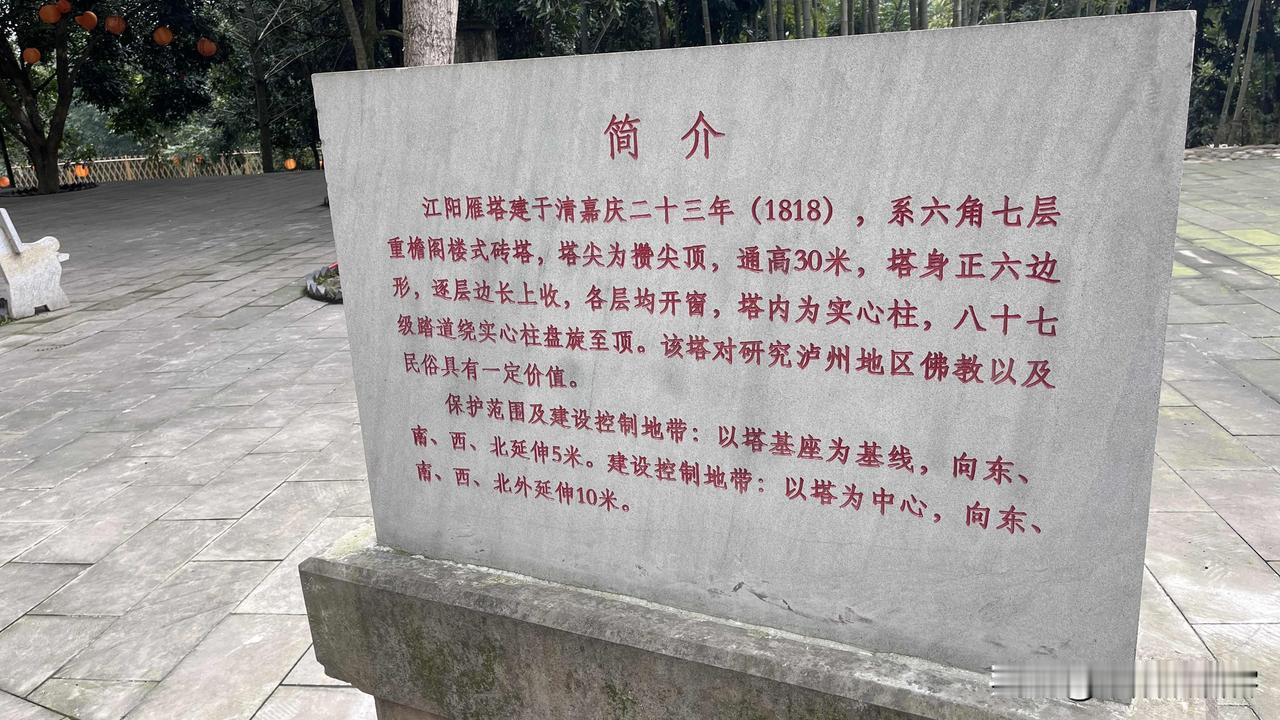 简 介
江阳雁塔建于清嘉庆二十三年（1818），系六角七层
重檐阁楼式砖塔，塔尖为攒尖顶，通高30米，塔身正六边
形，逐层边长上收，各层均开窗，塔内为实心柱，八十七
级踏道绕实心柱盘旋至顶。该塔对研究泸州地区佛教以及
民俗具有一定价值。
保护范围及建设控制地带：以塔基座为基线，向东、
南、西、北延伸5米。建设控制地带：以塔为中心，向东、
南、西、北外延伸10米。